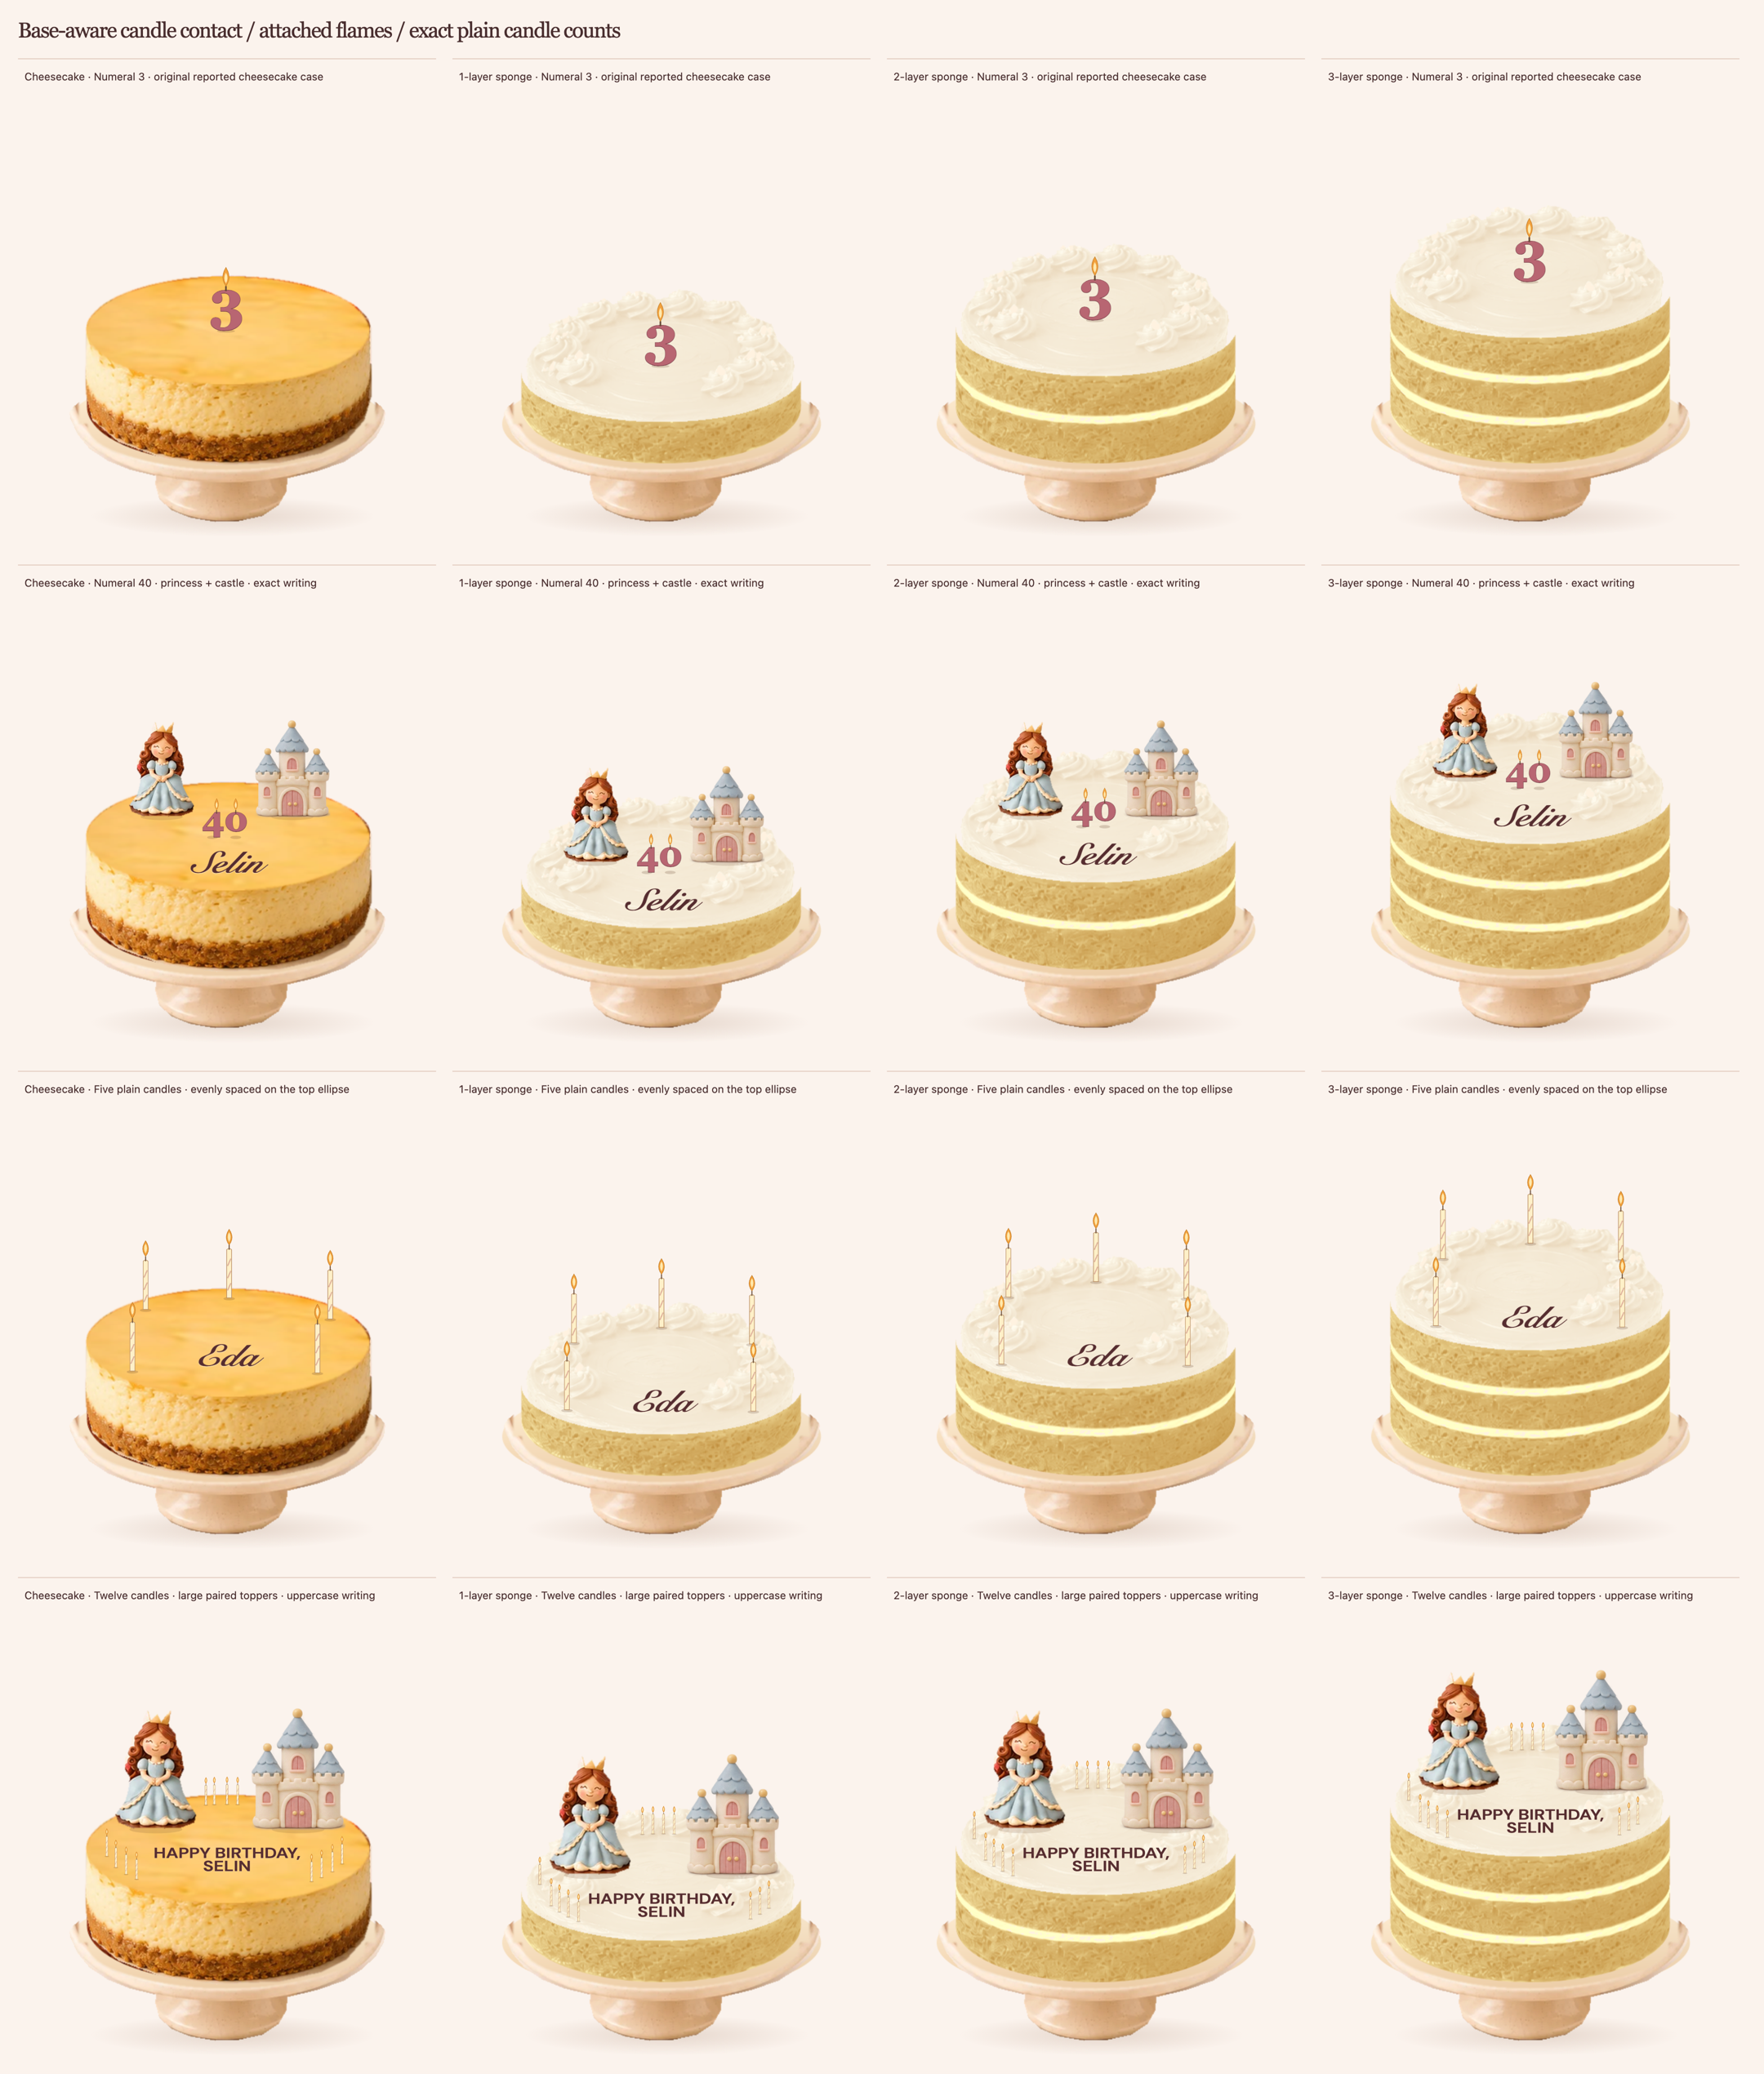 Base-aware candle contact / attached flames / exact plain candle counts
Cheesecake · Numeral 3 · original reported cheesecake case
1-layer sponge · Numeral 3 · original reported cheesecake case
2-layer sponge · Numeral 3 · original reported cheesecake case
3-layer sponge · Numeral 3 · original reported cheesecake case
3
3
3
3
Cheesecake · Numeral 40 · princess + castle · exact writing
1-layer sponge · Numeral 40 · princess + castle · exact writing
2-layer sponge · Numeral 40 · princess + castle · exact writing
3-layer sponge · Numeral 40 · princess + castle · exact writing
40
Selin
40
Selin
40
Selin
40
Selin
Cheesecake · Five plain candles · evenly spaced on the top ellipse
1-layer sponge · Five plain candles · evenly spaced on the top ellipse
2-layer sponge · Five plain candles · evenly spaced on the top ellipse
3-layer sponge · Five plain candles · evenly spaced on the top ellipse
Eda
Eda
Eda
Eda
Cheesecake · Twelve candles · large paired toppers · uppercase writing
1-layer sponge · Twelve candles · large paired toppers · uppercase writing
2-layer sponge · Twelve candles · large paired toppers · uppercase writing
3-layer sponge · Twelve candles · large paired toppers · uppercase writing
HAPPY BIRTHDAY,
SELIN
HAPPY BIRTHDAY,
SELIN
HAPPY BIRTHDAY,
SELIN
HAPPY BIRTHDAY,
SELIN